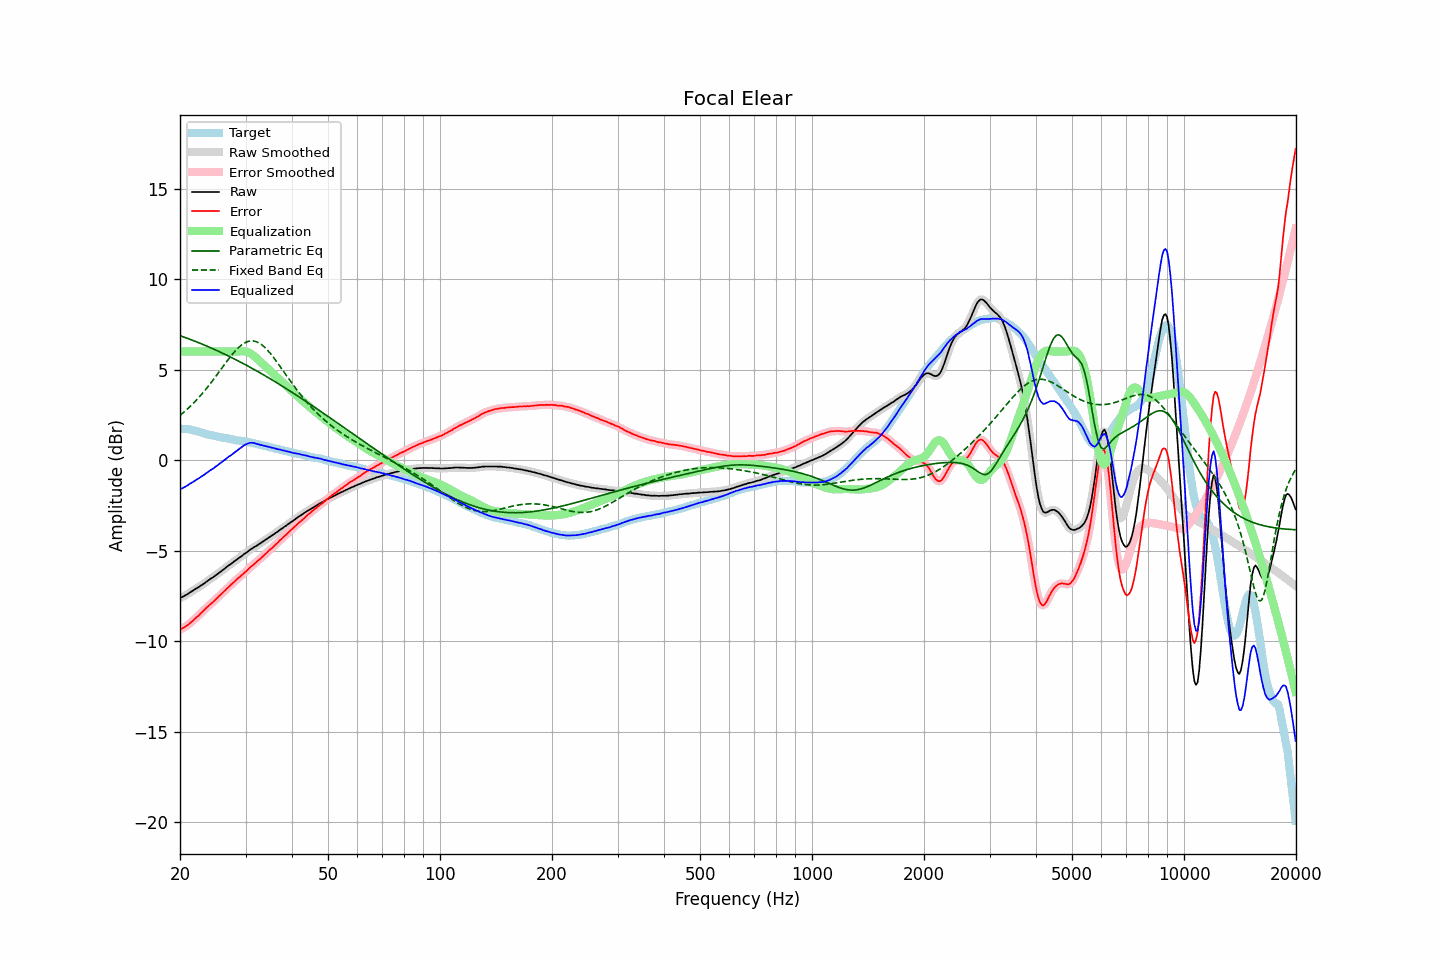 Focal Elear
Target
Raw Smoothed
Error Smoothed
Raw
Error
Equalization
Parametric Eq
Fixed Band Eq
Equalized
Amplitude (dBr)
15
10
5
0
−5
−10
−15
−20
20 50 100 200 500 1000 2000 5000 10000 20000
Frequency (Hz)